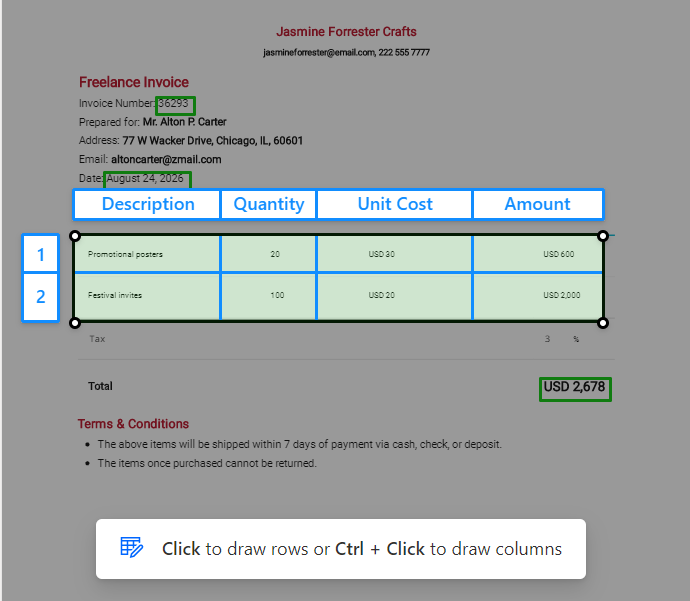 Jasmine Forrester Crafts
jasmineforrester@email.com, 222 555 7777
Freelance Invoice
Invoice Number: 36293
Prepared for: Mr. Alton P. Carter
Address: 77 W Wacker Drive, Chicago, IL, 60601
Email: altoncarter@zmail.com
Date: August 24, 2026
Description Quantity Unit Cost Amount
1 Promotional posters 20 USD 30 USD 600
2 Festival invites 100 USD 20 USD 2,000
Tax 3 %
Total USD 2,678
Terms & Conditions
• The above items will be shipped within 7 days of payment via cash, check, or deposit.
• The items once purchased cannot be returned.
Click to draw rows or Ctrl + Click to draw columns